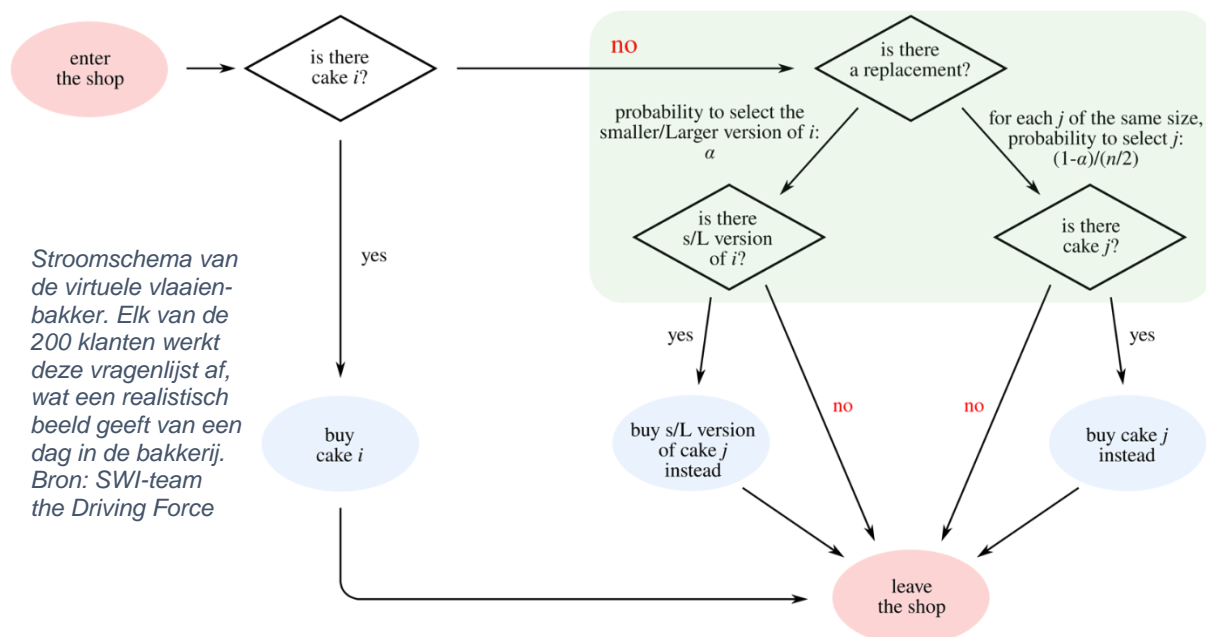 enter
the shop
is there
cake i?
no
is there
a replacement?
probability to select the
smaller/Larger version of i:
α
for each j of the same size,
probability to select j:
(1-α)/(n/2)
is there
s/L version
of i?
is there
cake j?
yes
Stroomschema van
de virtuele vlaaien-
bakker. Elk van de
200 klanten werkt
deze vragenlijst af,
wat een realistisch
beeld geeft van een
dag in de bakkerij.
Bron: SWI-team
the Driving Force
yes
no
no
yes
buy
cake i
buy s/L version
of cake j
instead
buy cake j
instead
leave
the shop